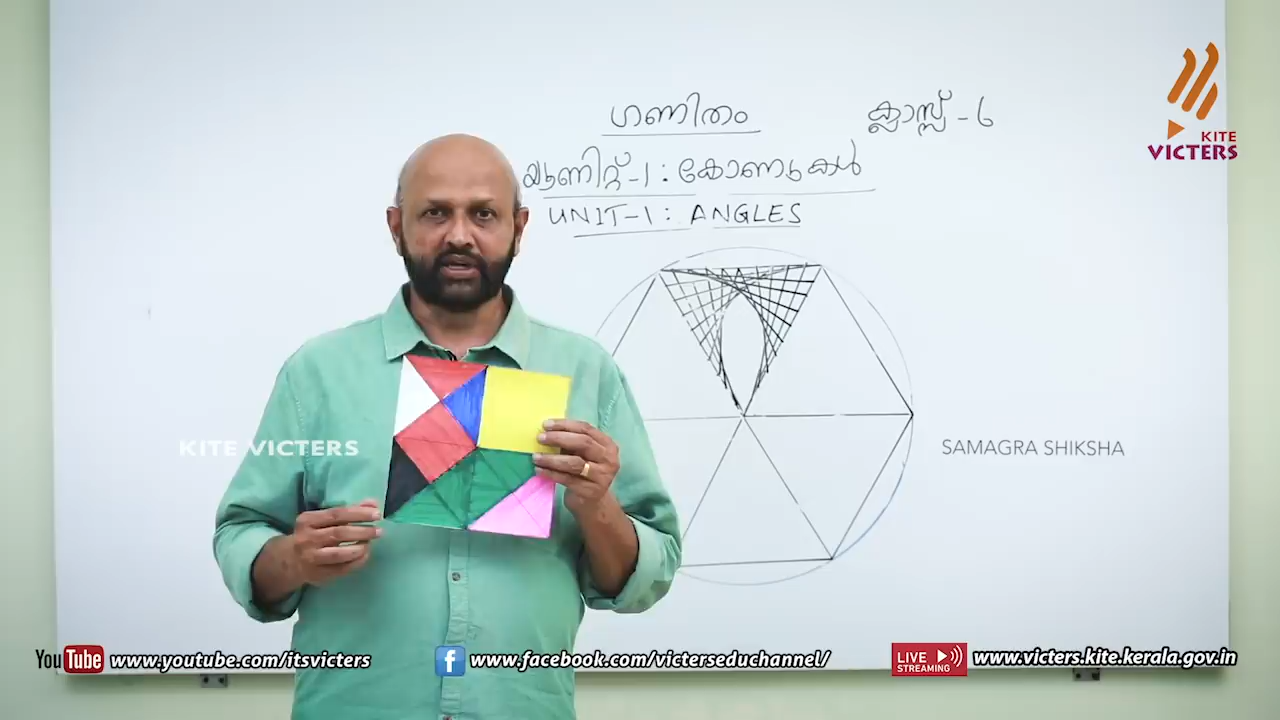 ഗണിതം ക്ലാസ്സ് - 6
യൂണിറ്റ് - 1 : കോണുകൾ
UNIT - 1 : ANGLES
KITE
VICTERS
KITE VICTERS
SAMAGRA SHIKSHA
YouTube www.youtube.com/itsvicters
f www.facebook.com/victerseduchannel/
LIVE
STREAMING
www.victers.kite.kerala.gov.in